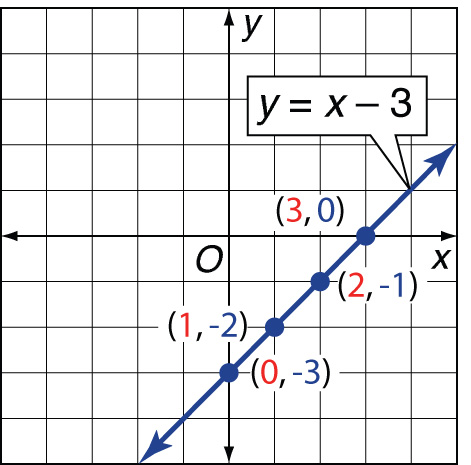 y
y = x – 3
(3, 0)
O
x
(2, -1)
(1, -2)
(0, -3)